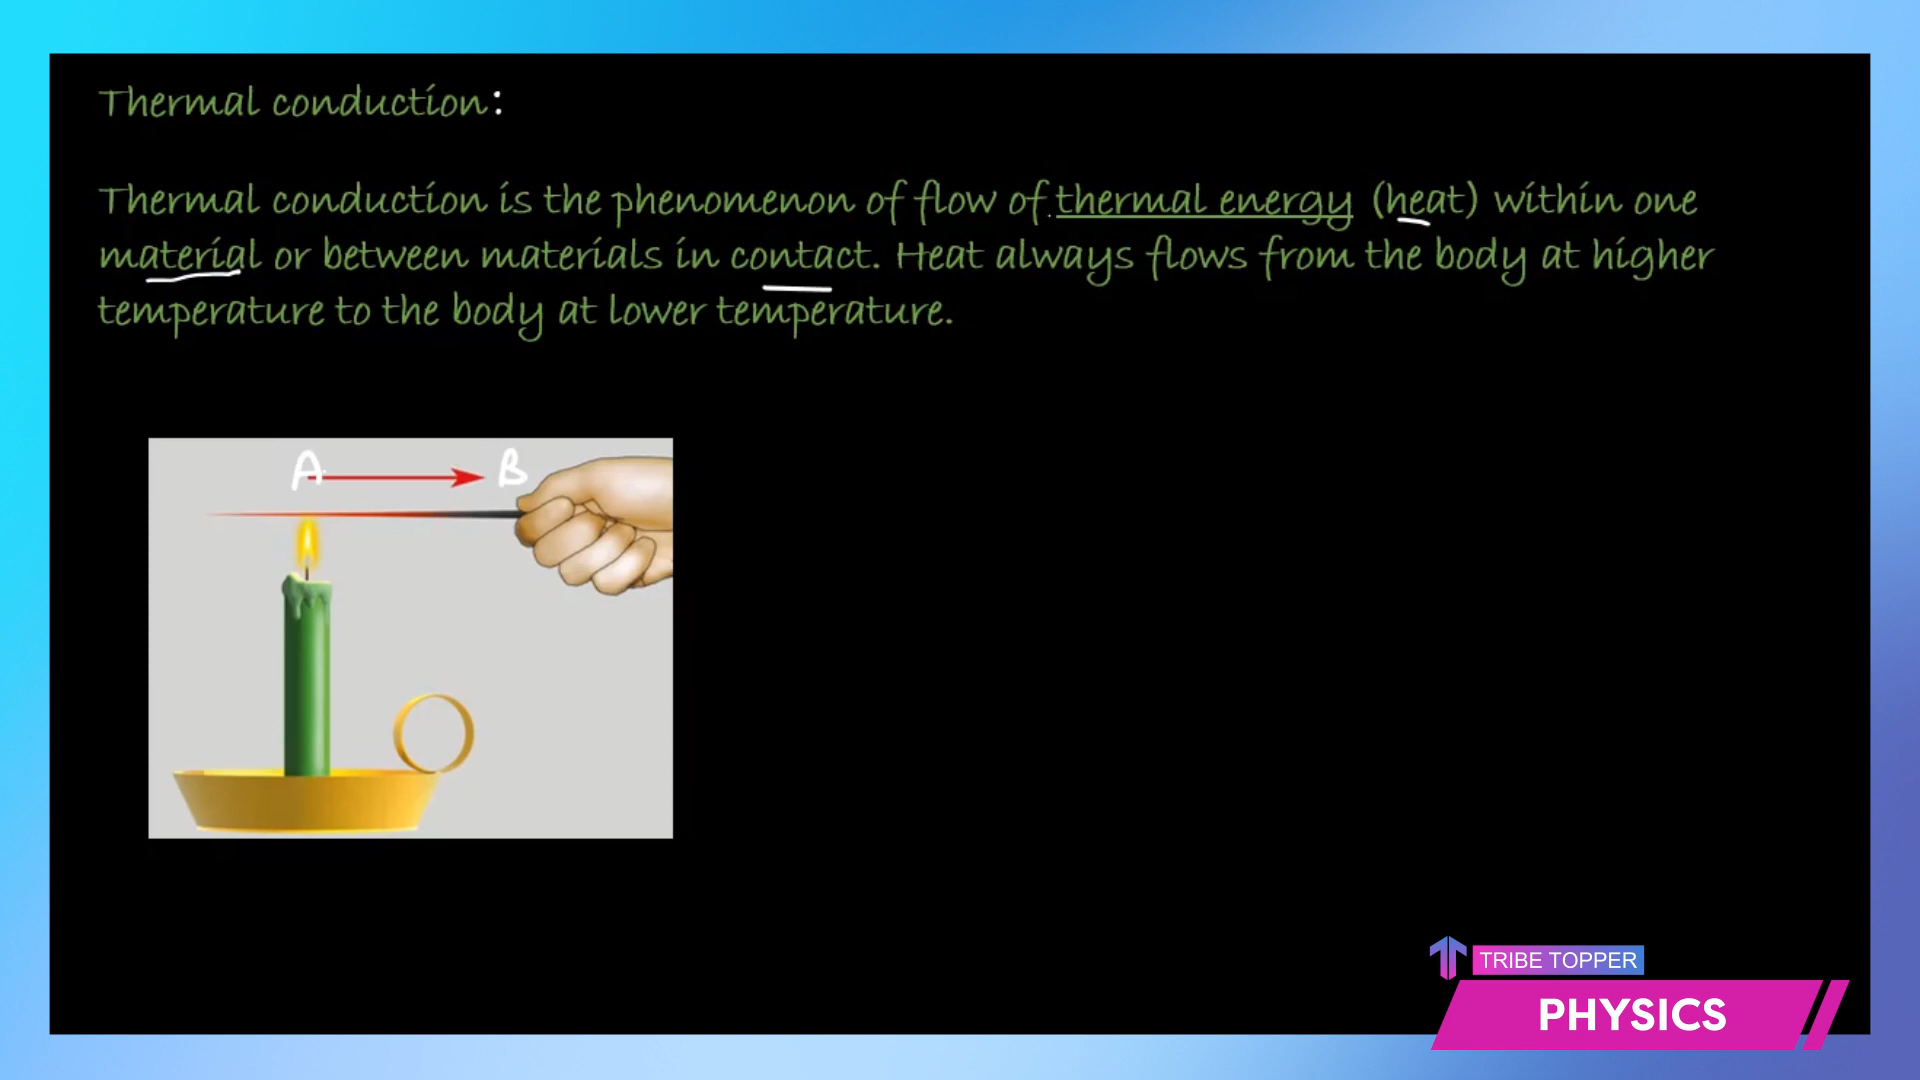 Thermal conduction:
Thermal conduction is the phenomenon of flow of thermal energy (heat) within one
material or between materials in contact. Heat always flows from the body at higher
temperature to the body at lower temperature.
A B
TRIBE TOPPER
PHYSICS